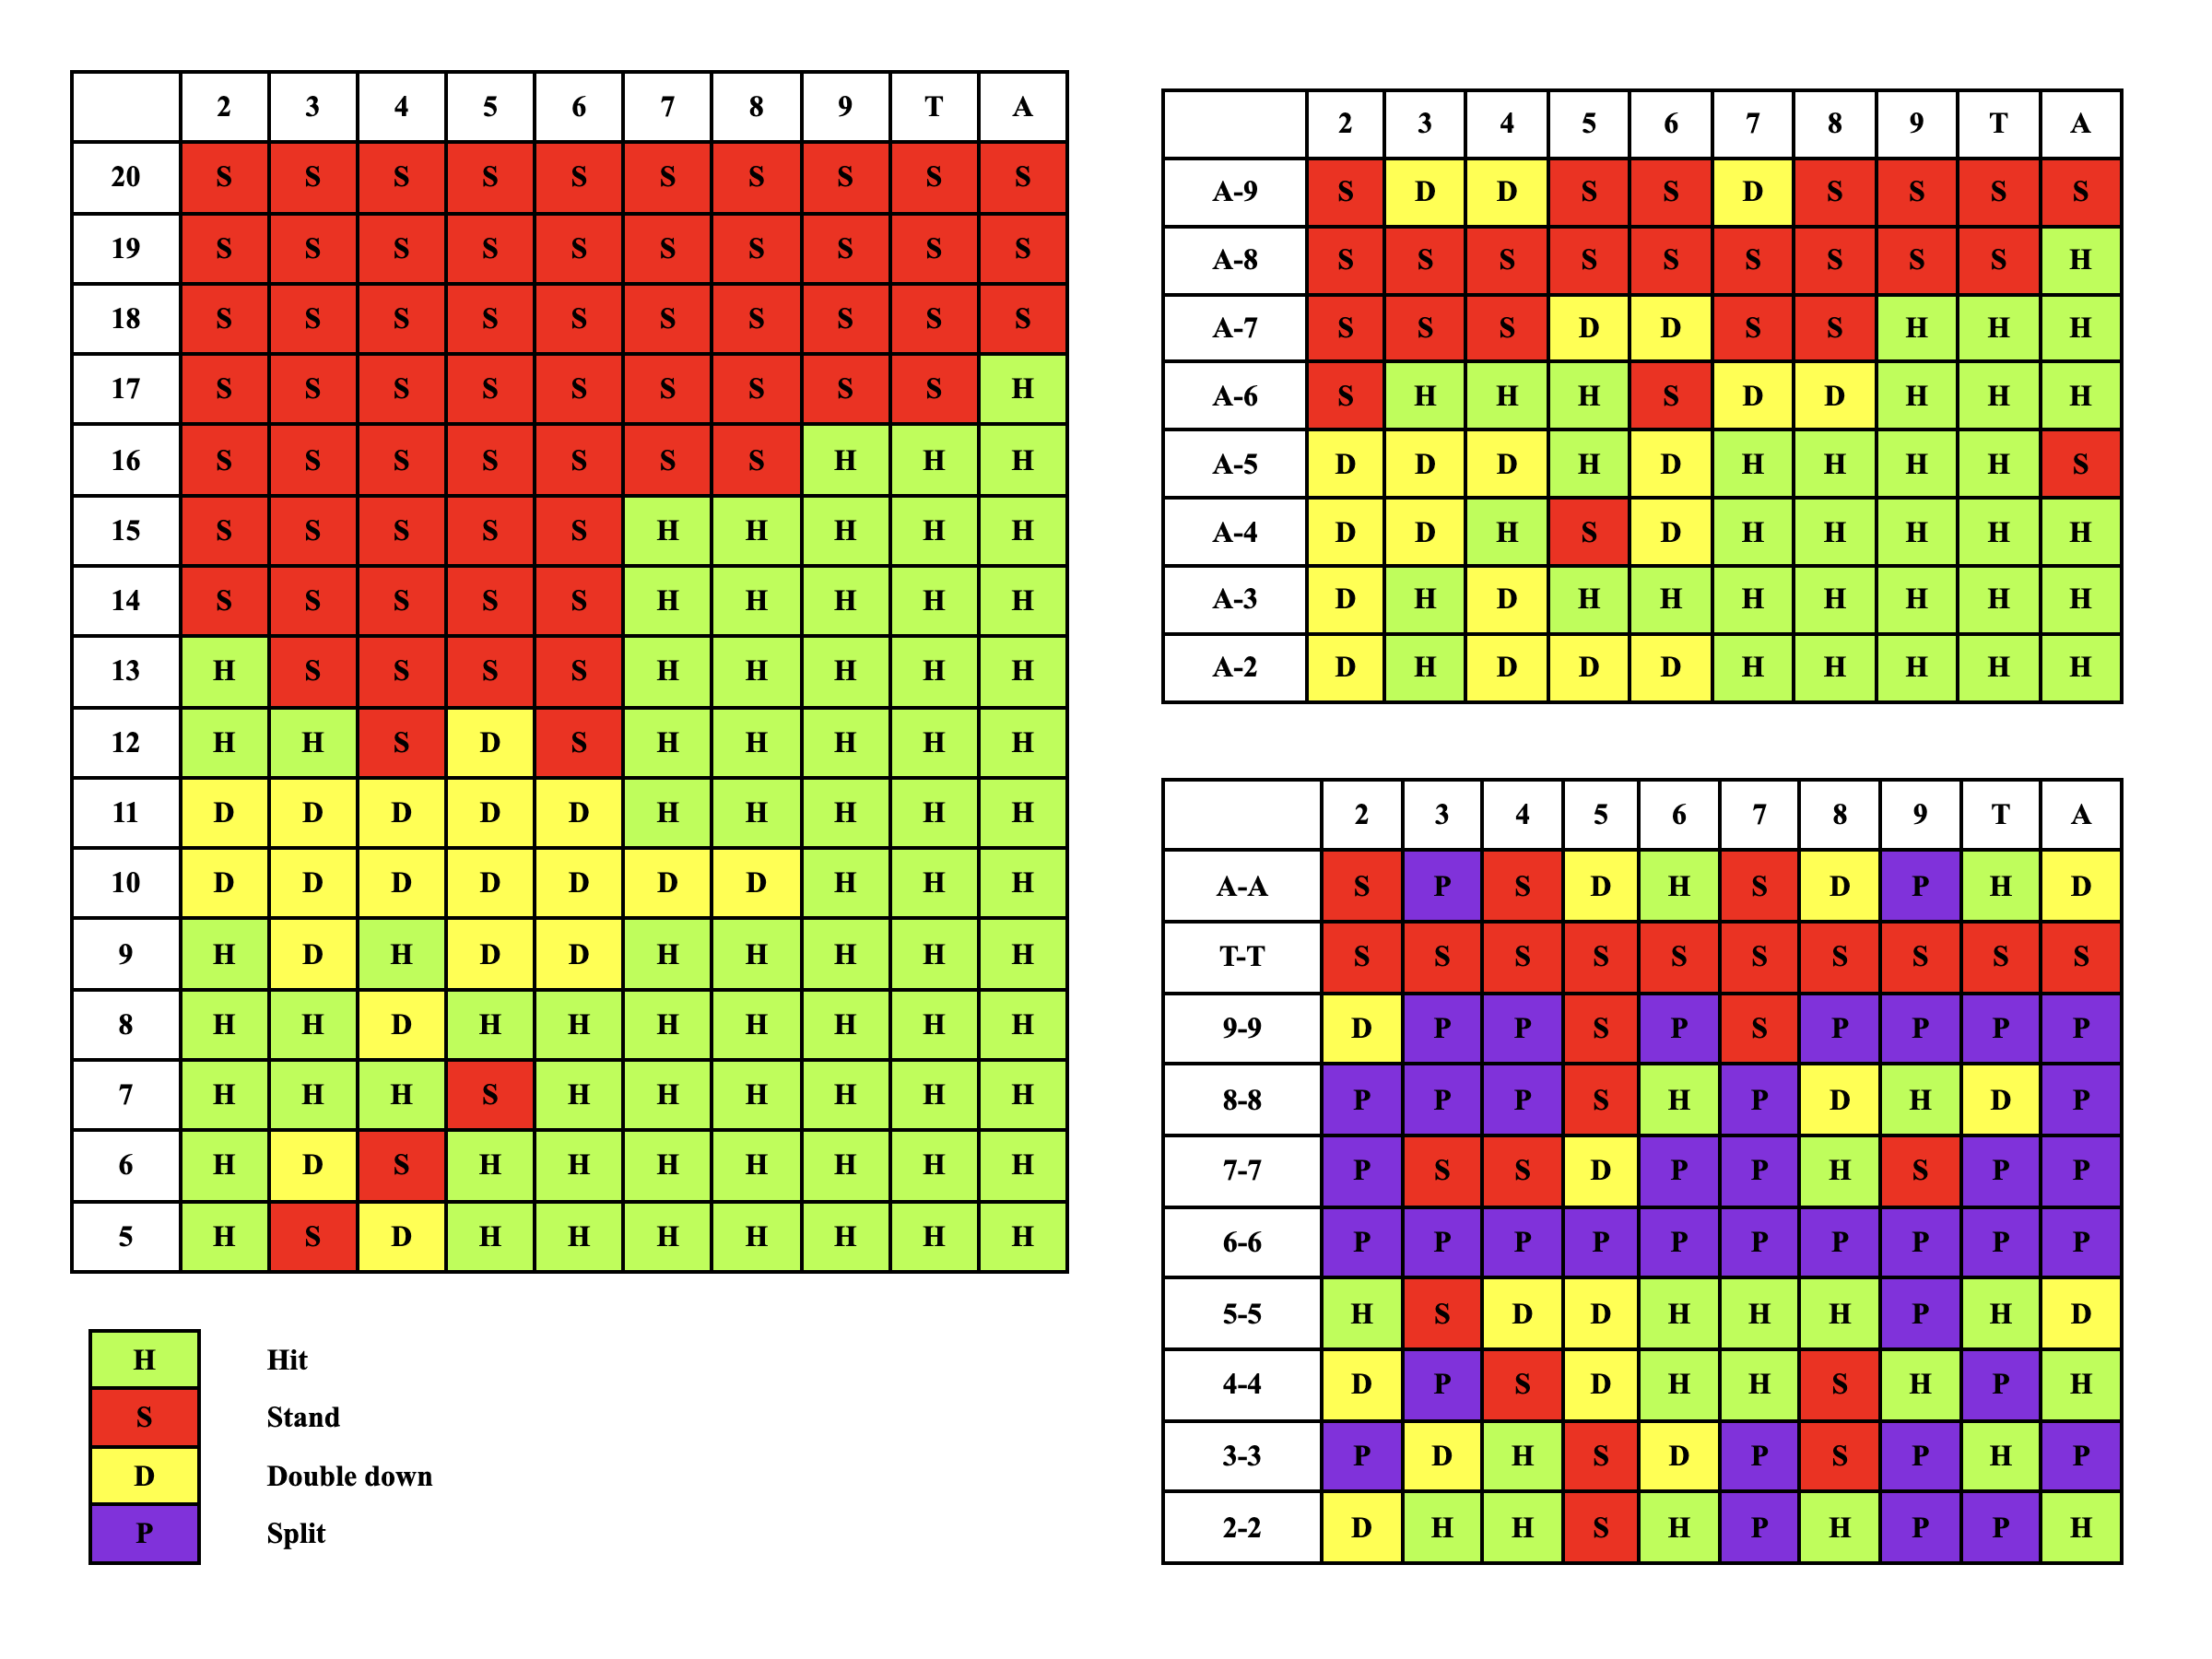 2 3 4 5 6 7 8 9 T A
20 S S S S S S S S S S
19 S S S S S S S S S S
18 S S S S S S S S S S
17 S S S S S S S S S H
16 S S S S S S S H H H
15 S S S S S H H H H H
14 S S S S S H H H H H
13 H S S S S H H H H H
12 H H S D S H H H H H
11 D D D D D H H H H H
10 D D D D D D D H H H
9 H D H D D H H H H H
8 H H D H H H H H H H
7 H H H S H H H H H H
6 H D S H H H H H H H
5 H S D H H H H H H H
H Hit
S Stand
D Double down
P Split
2 3 4 5 6 7 8 9 T A
A-9 S D D S S D S S S S
A-8 S S S S S S S S S H
A-7 S S S D D S S H H H
A-6 S H H H S D D H H H
A-5 D D D H D H H H H S
A-4 D D H S D H H H H H
A-3 D H D H H H H H H H
A-2 D H D D D H H H H H
2 3 4 5 6 7 8 9 T A
A-A S P S D H S D P H D
T-T S S S S S S S S S S
9-9 D P P S P S P P P P
8-8 P P P S H P D H D P
7-7 P S S D P P H S P P
6-6 P P P P P P P P P P
5-5 H S D D H H H P H D
4-4 D P S D H H S H P H
3-3 P D H S D P S P H P
2-2 D H H S H P H P P H